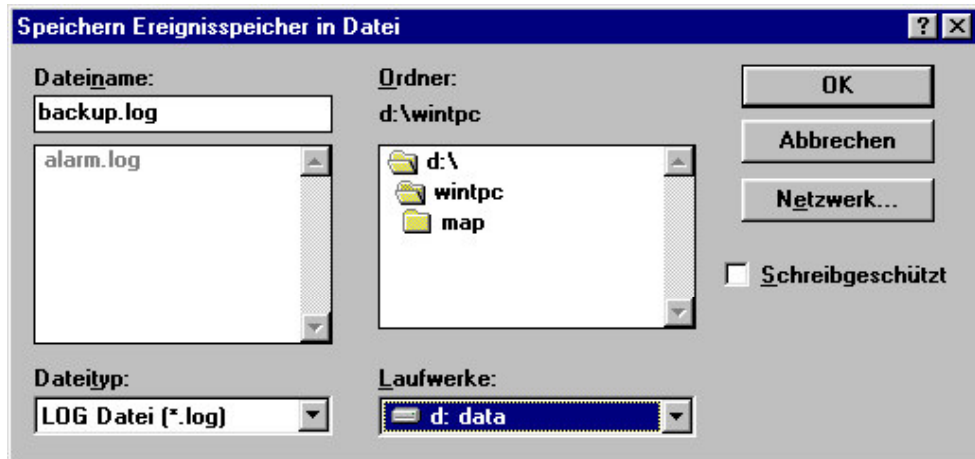 Speichern Ereignisspeicher in Datei
Dateiname:
backup.log
alarm.log
Dateityp:
LOG Datei (*.log)
Ordner:
d:\wintpc
d:\
wintpc
map
Laufwerke:
d: data
OK
Abbrechen
Netzwerk...
Schreibgeschützt